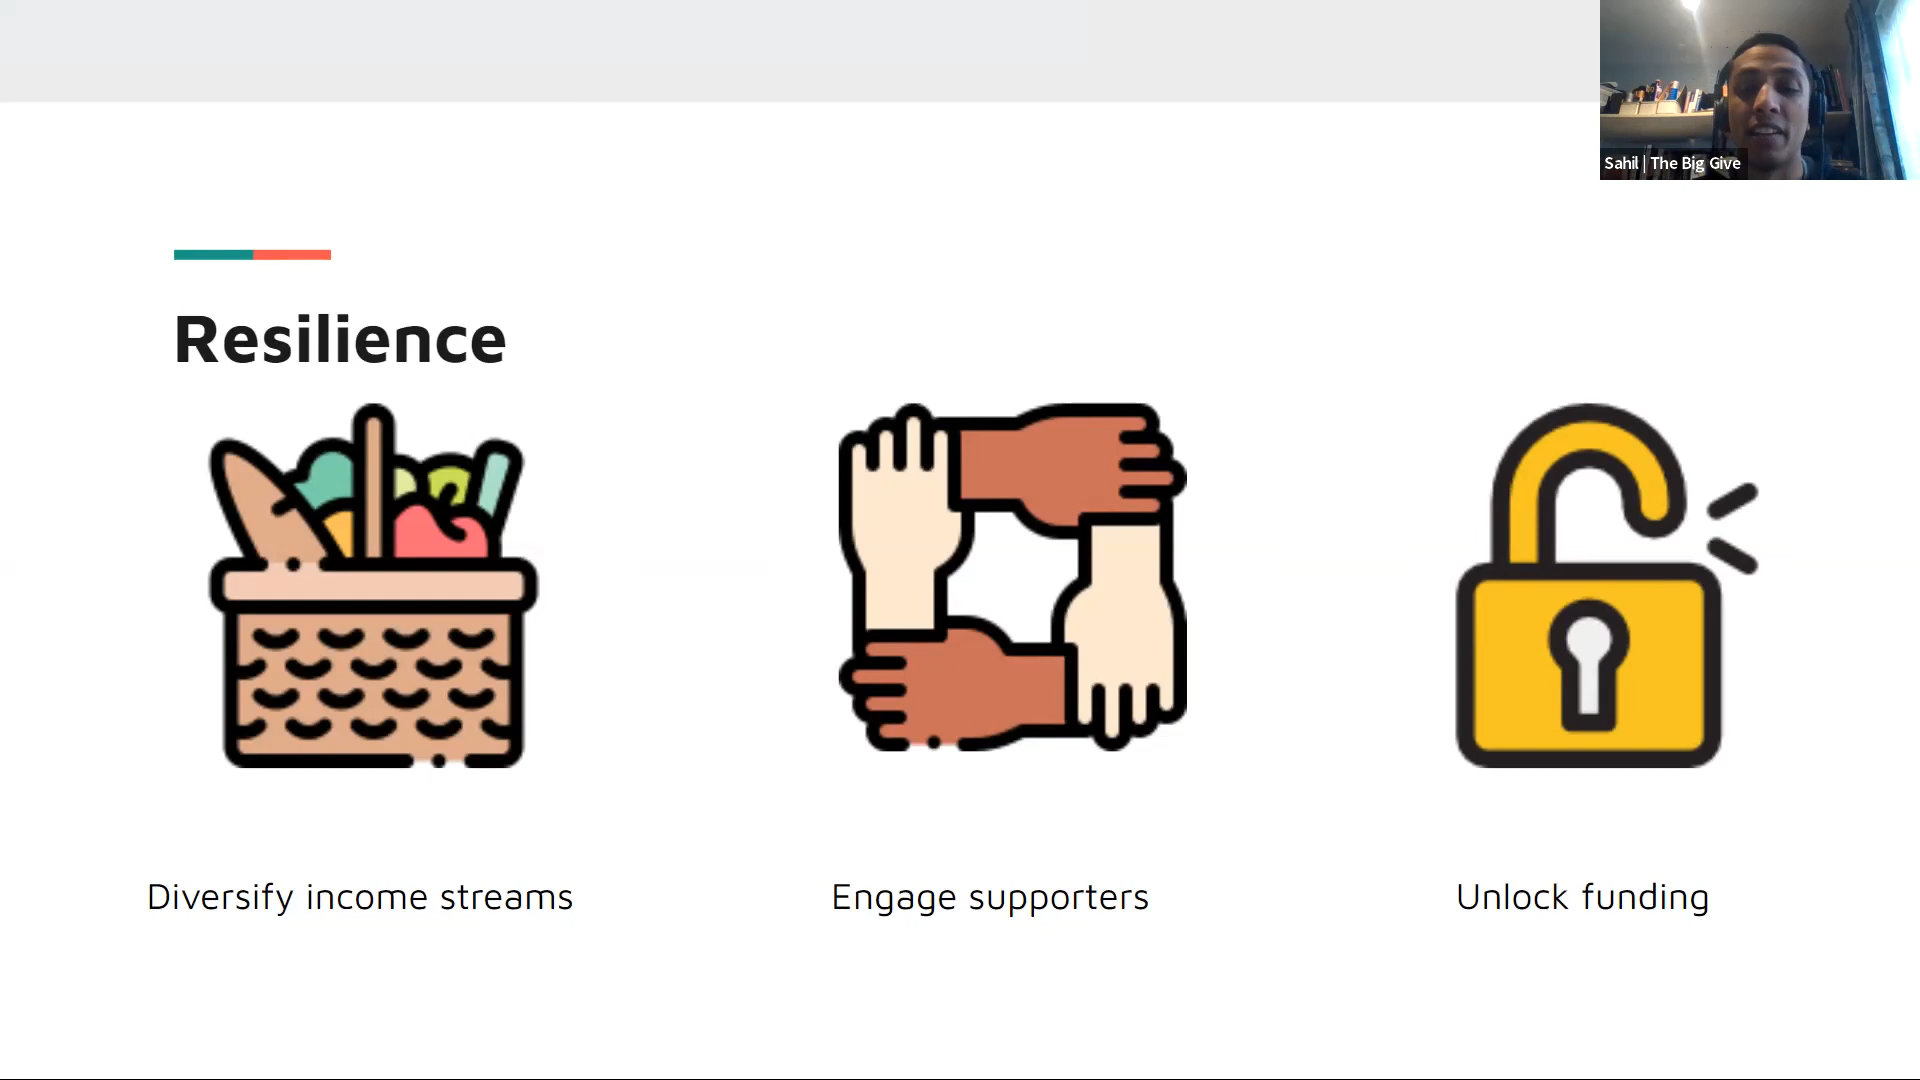 Sahil | The Big Give
Resilience
Diversify income streams
Engage supporters
Unlock funding